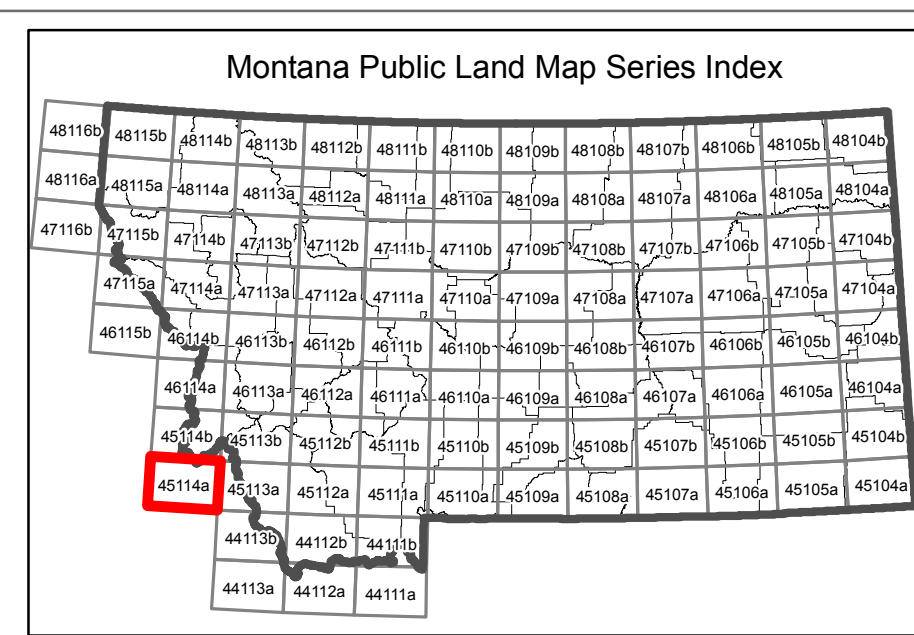 Montana Public Land Map Series Index
48116b 48115b 48114b 48113b 48112b 48111b 48110b 48109b 48108b 48107b 48106b 48105b 48104b
48116a 48115a 48114a 48113a 48112a 48111a 48110a 48109a 48108a 48107a 48106a 48105a 48104a
47116b 47115b 47114b 47113b 47112b 47111b 47110b 47109b 47108b 47107b 47106b 47105b 47104b
47115a 47114a 47113a 47112a 47111a 47110a 47109a 47108a 47107a 47106a 47105a 47104a
46115b 46114b 46113b 46112b 46111b 46110b 46109b 46108b 46107b 46106b 46105b 46104b
46114a 46113a 46112a 46111a 46110a 46109a 46108a 46107a 46106a 46105a 46104a
45114b 45113b 45112b 45111b 45110b 45109b 45108b 45107b 45106b 45105b 45104b
45114a 45113a 45112a 45111a 45110a 45109a 45108a 45107a 45106a 45105a 45104a
44113b 44112b 44111b
44113a 44112a 44111a